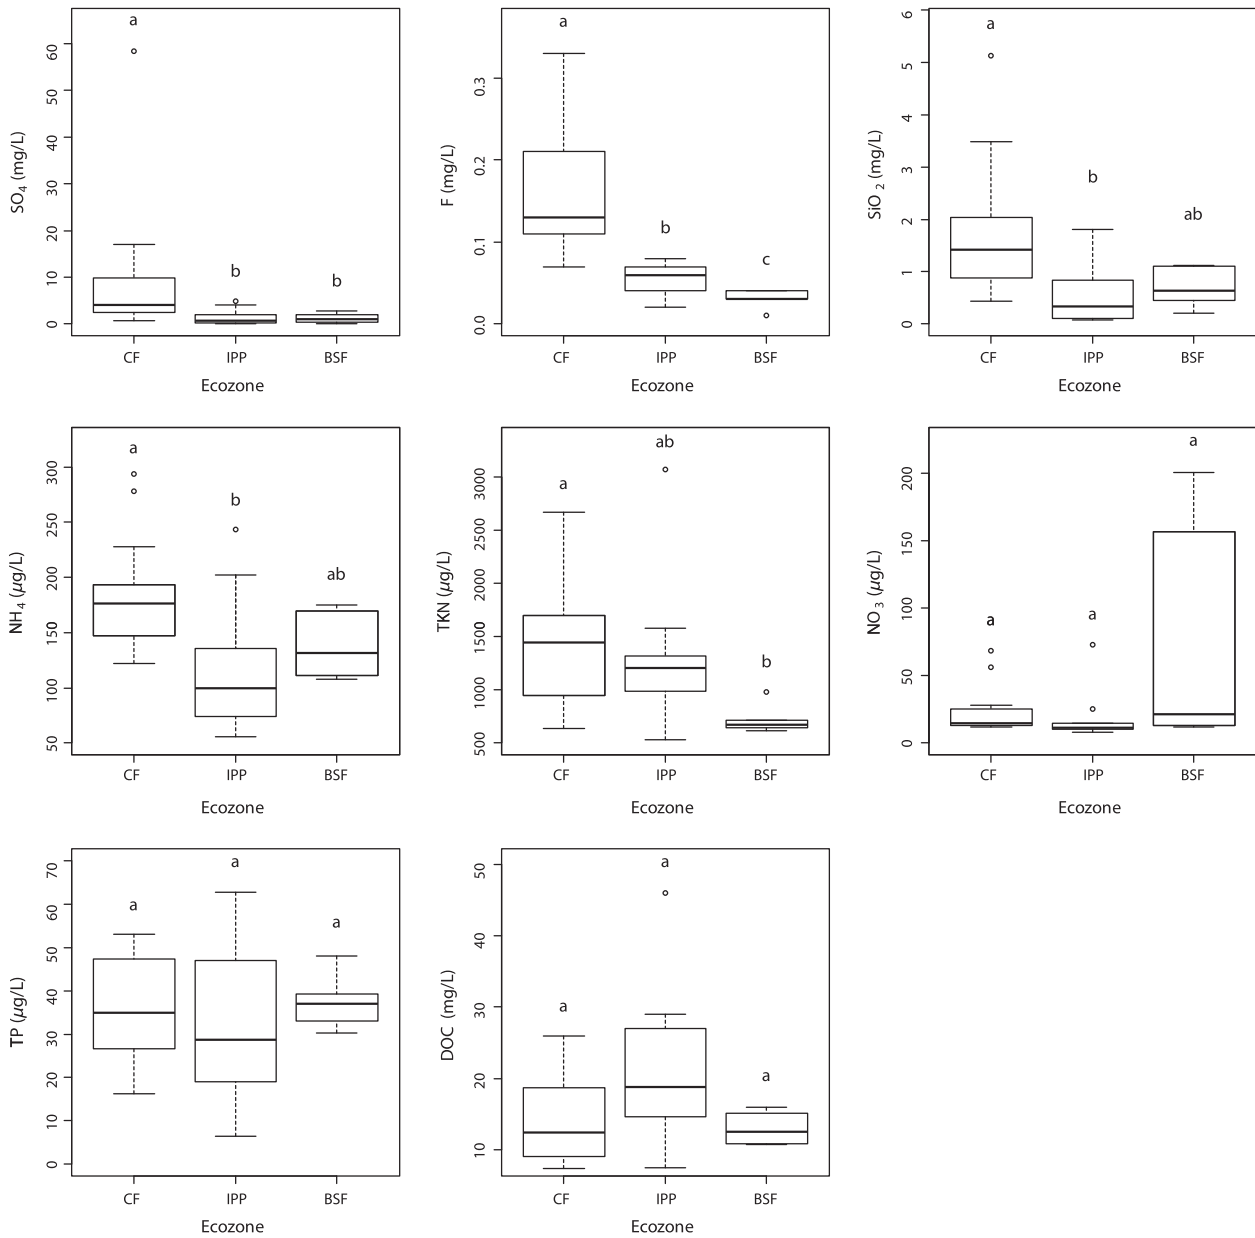 a
60
50
40
30
20
10
0
SO4 (mg/L)
b
b
CF IPP BSF
Ecozone
a
0.3
0.2
0.1
0.0
F (mg/L)
b
c
CF IPP BSF
Ecozone
a
6
5
4
3
2
1
0
SiO 2 (mg/L)
b
ab
CF IPP BSF
Ecozone
a
300
250
200
150
100
50
NH4 (µg/L)
b
ab
CF IPP BSF
Ecozone
ab
a
3000
2500
2000
1500
1000
500
TKN (µg/L)
b
CF IPP BSF
Ecozone
a
200
150
100
50
0
NO3 (µg/L)
a
a
CF IPP BSF
Ecozone
a
70
60
50
40
30
20
10
0
TP (µg/L)
a
a
CF IPP BSF
Ecozone
a
50
40
30
20
10
DOC (mg/L)
a
a
CF IPP BSF
Ecozone